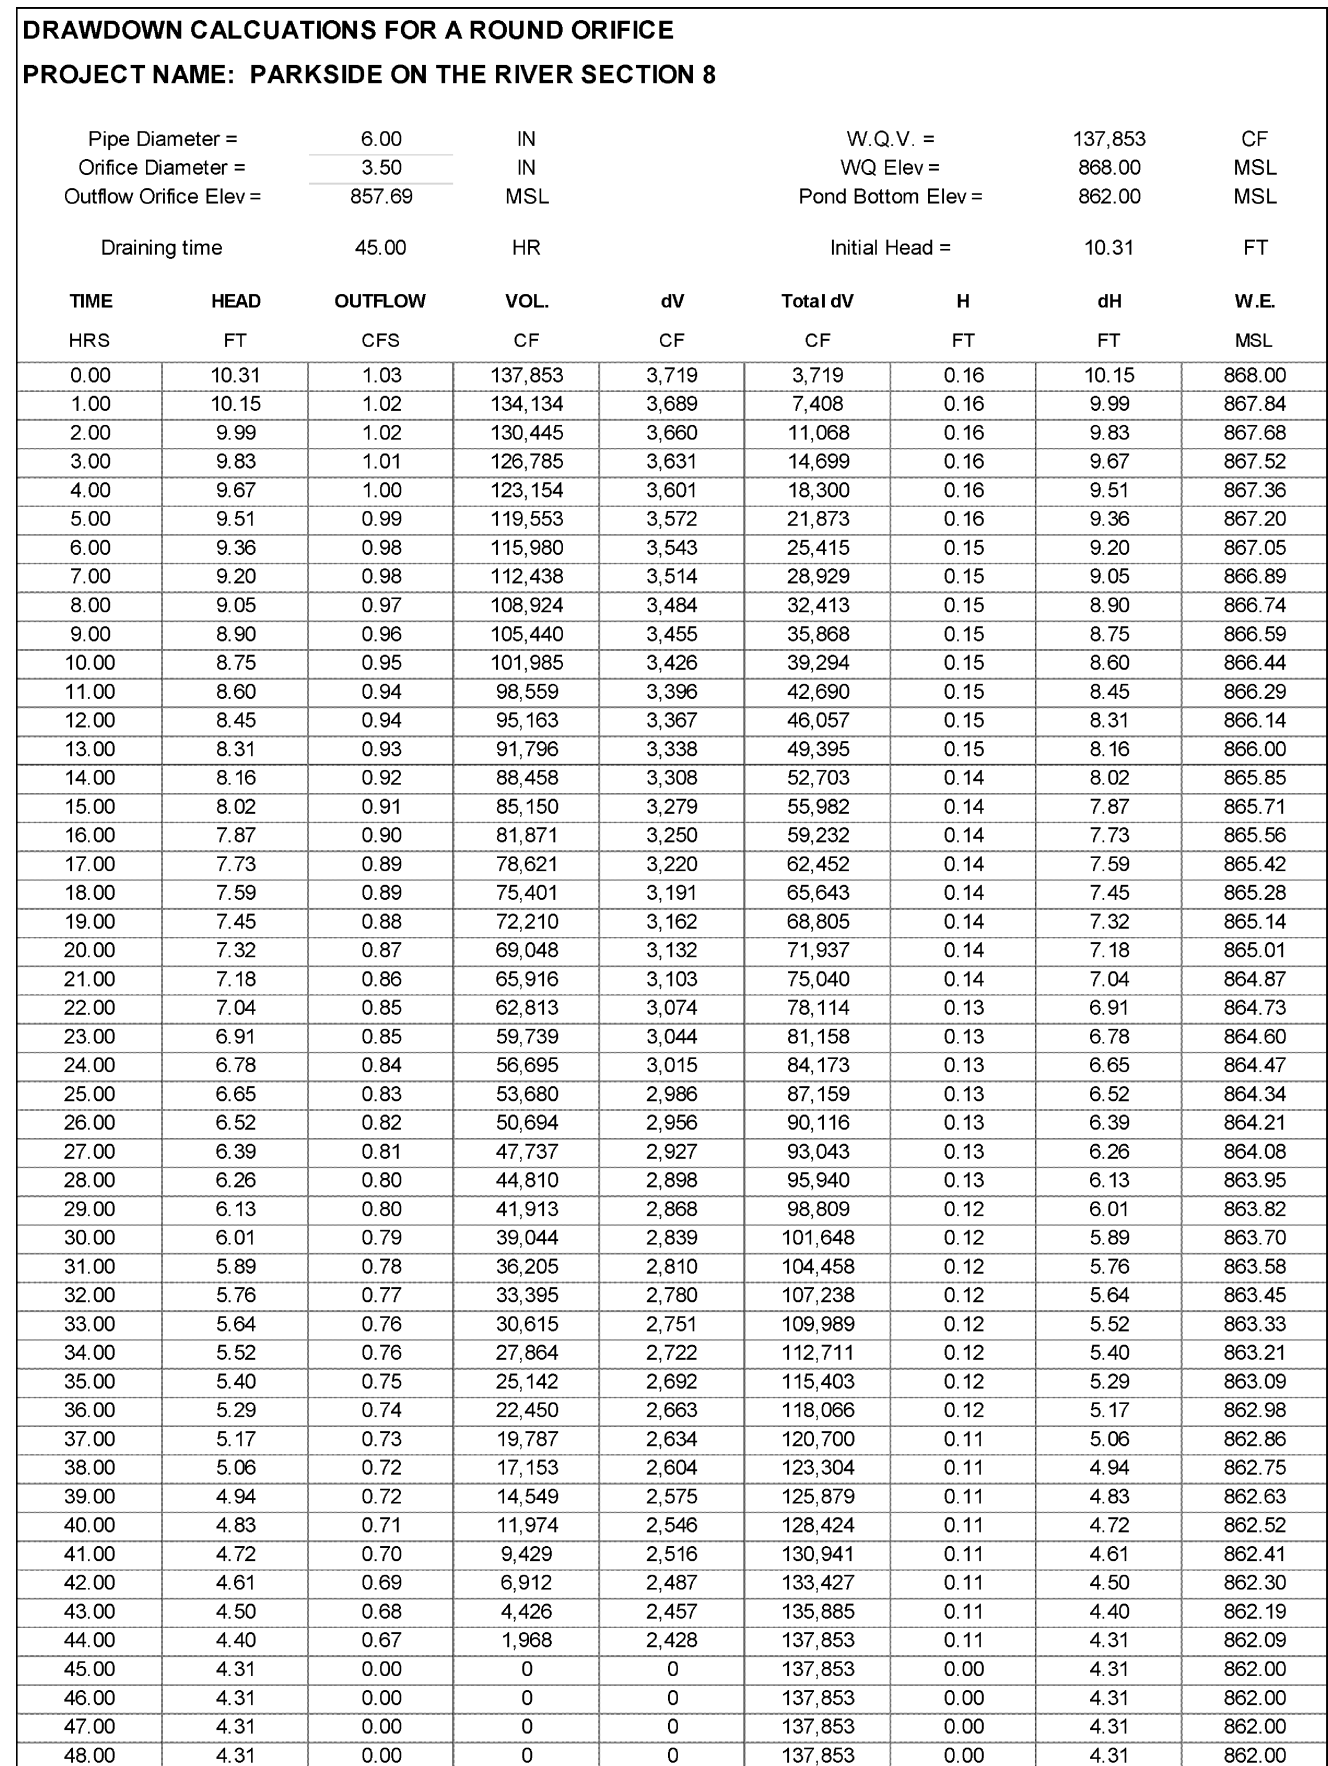 DRAWDOWN CALCUATIONS FOR A ROUND ORIFICE
PROJECT NAME: PARKSIDE ON THE RIVER SECTION 8
Pipe Diameter = 6.00 IN W.Q.V. = 137,853 CF
Orifice Diameter = 3.50 IN WQ Elev = 868.00 MSL
Outflow Orifice Elev = 857.69 MSL Pond Bottom Elev = 862.00 MSL
Draining time 45.00 HR Initial Head = 10.31 FT
TIME HEAD OUTFLOW VOL. dV Total dV H dH W.E.
HRS FT CFS CF CF CF FT FT MSL
0.00 10.31 1.03 137,853 3,719 3,719 0.16 10.15 868.00
1.00 10.15 1.02 134,134 3,689 7,408 0.16 9.99 867.84
2.00 9.99 1.02 130,445 3,660 11,068 0.16 9.83 867.68
3.00 9.83 1.01 126,785 3,631 14,699 0.16 9.67 867.52
4.00 9.67 1.00 123,154 3,601 18,300 0.16 9.51 867.36
5.00 9.51 0.99 119,553 3,572 21,873 0.16 9.36 867.20
6.00 9.36 0.98 115,980 3,543 25,415 0.15 9.20 867.05
7.00 9.20 0.98 112,438 3,514 28,929 0.15 9.05 866.89
8.00 9.05 0.97 108,924 3,484 32,413 0.15 8.90 866.74
9.00 8.90 0.96 105,440 3,455 35,868 0.15 8.75 866.59
10.00 8.75 0.95 101,985 3,426 39,294 0.15 8.60 866.44
11.00 8.60 0.94 98,559 3,396 42,690 0.15 8.45 866.29
12.00 8.45 0.94 95,163 3,367 46,057 0.15 8.31 866.14
13.00 8.31 0.93 91,796 3,338 49,395 0.15 8.16 866.00
14.00 8.16 0.92 88,458 3,308 52,703 0.14 8.02 865.85
15.00 8.02 0.91 85,150 3,279 55,982 0.14 7.87 865.71
16.00 7.87 0.90 81,871 3,250 59,232 0.14 7.73 865.56
17.00 7.73 0.89 78,621 3,220 62,452 0.14 7.59 865.42
18.00 7.59 0.89 75,401 3,191 65,643 0.14 7.45 865.28
19.00 7.45 0.88 72,210 3,162 68,805 0.14 7.32 865.14
20.00 7.32 0.87 69,048 3,132 71,937 0.14 7.18 865.01
21.00 7.18 0.86 65,916 3,103 75,040 0.14 7.04 864.87
22.00 7.04 0.85 62,813 3,074 78,114 0.13 6.91 864.73
23.00 6.91 0.85 59,739 3,044 81,158 0.13 6.78 864.60
24.00 6.78 0.84 56,695 3,015 84,173 0.13 6.65 864.47
25.00 6.65 0.83 53,680 2,986 87,159 0.13 6.52 864.34
26.00 6.52 0.82 50,694 2,956 90,116 0.13 6.39 864.21
27.00 6.39 0.81 47,737 2,927 93,043 0.13 6.26 864.08
28.00 6.26 0.80 44,810 2,898 95,940 0.13 6.13 863.95
29.00 6.13 0.80 41,913 2,868 98,809 0.12 6.01 863.82
30.00 6.01 0.79 39,044 2,839 101,648 0.12 5.89 863.70
31.00 5.89 0.78 36,205 2,810 104,458 0.12 5.76 863.58
32.00 5.76 0.77 33,395 2,780 107,238 0.12 5.64 863.45
33.00 5.64 0.76 30,615 2,751 109,989 0.12 5.52 863.33
34.00 5.52 0.76 27,864 2,722 112,711 0.12 5.40 863.21
35.00 5.40 0.75 25,142 2,692 115,403 0.12 5.29 863.09
36.00 5.29 0.74 22,450 2,663 118,066 0.12 5.17 862.98
37.00 5.17 0.73 19,787 2,634 120,700 0.11 5.06 862.86
38.00 5.06 0.72 17,153 2,604 123,304 0.11 4.94 862.75
39.00 4.94 0.72 14,549 2,575 125,879 0.11 4.83 862.63
40.00 4.83 0.71 11,974 2,546 128,424 0.11 4.72 862.52
41.00 4.72 0.70 9,429 2,516 130,941 0.11 4.61 862.41
42.00 4.61 0.69 6,912 2,487 133,427 0.11 4.50 862.30
43.00 4.50 0.68 4,426 2,457 135,885 0.11 4.40 862.19
44.00 4.40 0.67 1,968 2,428 137,853 0.11 4.31 862.09
45.00 4.31 0.00 0 0 137,853 0.00 4.31 862.00
46.00 4.31 0.00 0 0 137,853 0.00 4.31 862.00
47.00 4.31 0.00 0 0 137,853 0.00 4.31 862.00
48.00 4.31 0.00 0 0 137,853 0.00 4.31 862.00